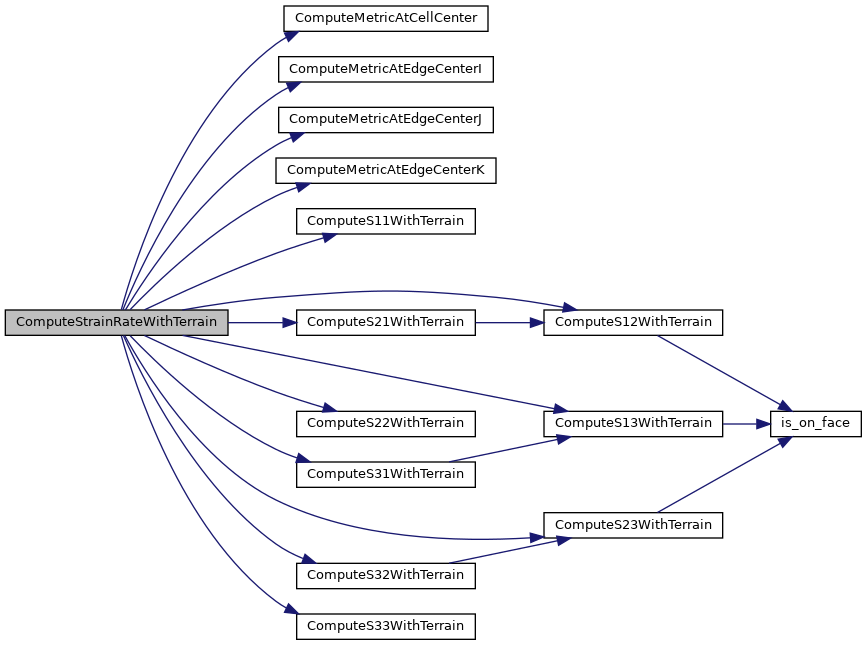 ComputeMetricAtCellCenter
ComputeMetricAtEdgeCenterI
ComputeMetricAtEdgeCenterJ
ComputeMetricAtEdgeCenterK
ComputeS11WithTerrain
ComputeStrainRateWithTerrain
ComputeS21WithTerrain
ComputeS12WithTerrain
ComputeS22WithTerrain
ComputeS13WithTerrain
is_on_face
ComputeS31WithTerrain
ComputeS23WithTerrain
ComputeS32WithTerrain
ComputeS33WithTerrain